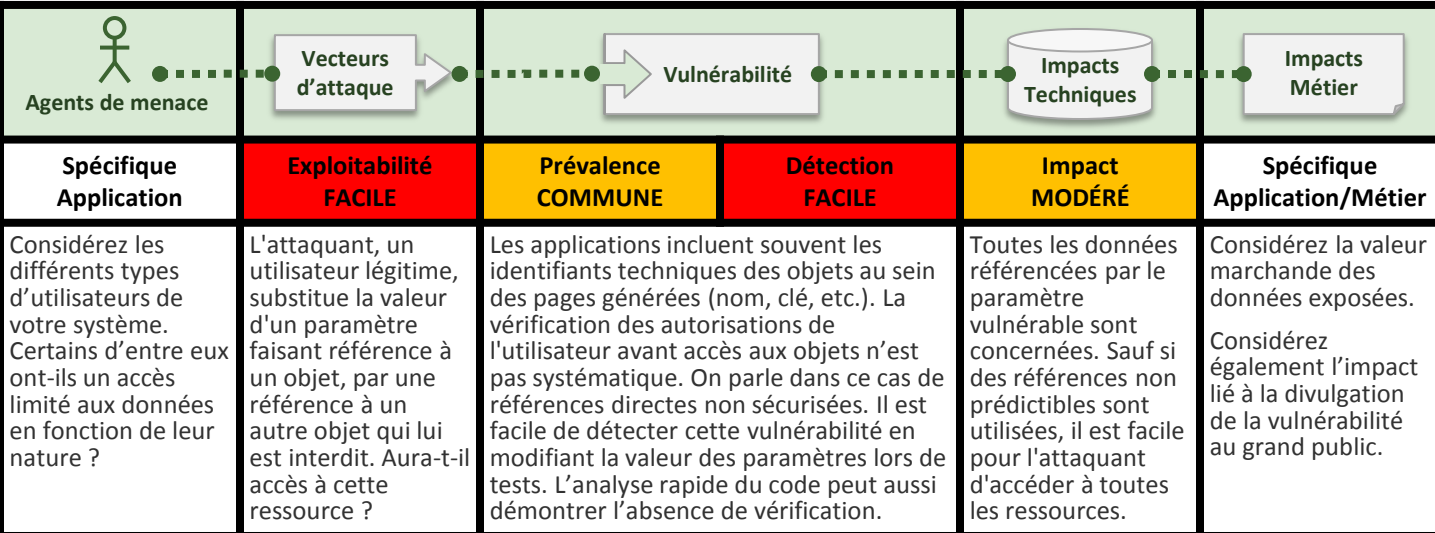 Agents de menace
Vecteurs
d’attaque
Vulnérabilité
Impacts
Techniques
Impacts
Métier
Spécifique
Application
Exploitabilité
FACILE
Prévalence
COMMUNE
Détection
FACILE
Impact
MODÉRÉ
Spécifique
Application/Métier
Considérez les
différents types
d’utilisateurs de
votre système.
Certains d’entre eux
ont-ils un accès
limité aux données
en fonction de leur
nature ?
L'attaquant, un
utilisateur légitime,
substitue la valeur
d'un paramètre
faisant référence à
un objet, par une
référence à un
autre objet qui lui
est interdit. Aura-t-il
accès à cette
ressource ?
Les applications incluent souvent les
identifiants techniques des objets au sein
des pages générées (nom, clé, etc.). La
vérification des autorisations de
l'utilisateur avant accès aux objets n’est
pas systématique. On parle dans ce cas de
références directes non sécurisées. Il est
facile de détecter cette vulnérabilité en
modifiant la valeur des paramètres lors de
tests. L’analyse rapide du code peut aussi
démontrer l’absence de vérification.
Toutes les données
référencées par le
paramètre
vulnérable sont
concernées. Sauf si
des références non
prédictibles sont
utilisées, il est facile
pour l'attaquant
d'accéder à toutes
les ressources.
Considérez la valeur
marchande des
données exposées.
Considérez
également l’impact
lié à la divulgation
de la vulnérabilité
au grand public.